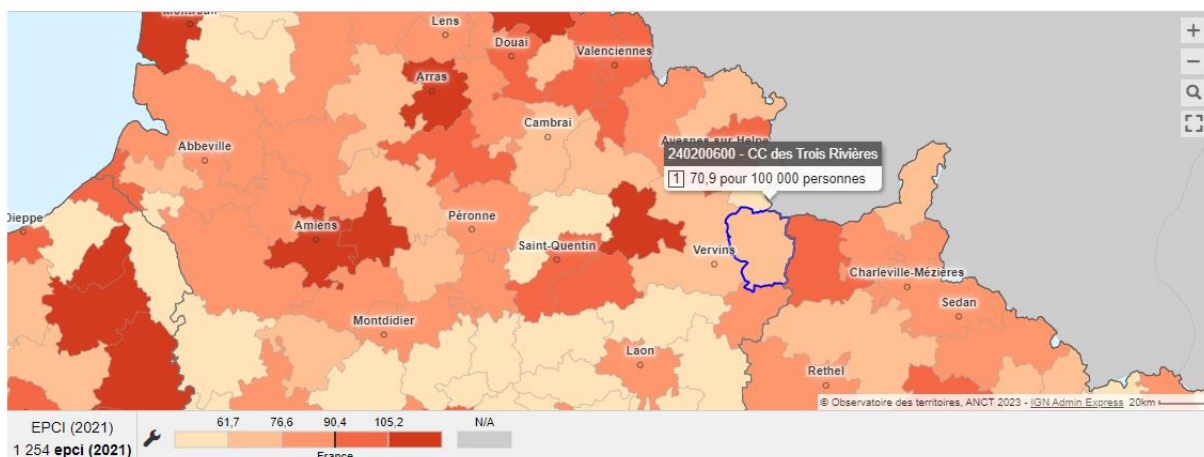 Montreuil
Lens
Douai
Valenciennes
Arras
Cambrai
Avesnes-sur-Helpe
Abbeville
240200600 - CC des Trois Rivières
1 70,9 pour 100 000 personnes
Dieppe
Amiens
Péronne
Saint-Quentin
Vervins
Charleville-Mézières
Sedan
Montdidier
Laon
Rethel
© Observatoire des territoires, ANCT 2023 - IGN Admin Express 20km
EPCI (2021)
1 254 epci (2021)
61,7 76,6 90,4 105,2 N/A
France